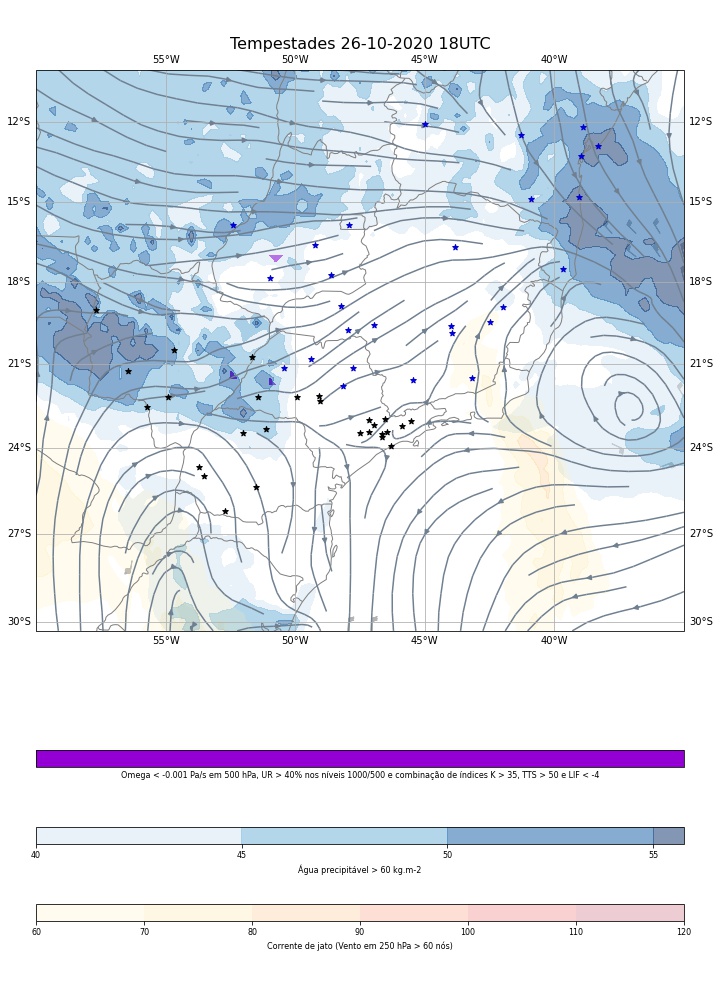 Tempestades 26-10-2020 18UTC
55°W 50°W 45°W 40°W
12°S 12°S
15°S 15°S
18°S 18°S
21°S 21°S
24°S 24°S
27°S 27°S
30°S 30°S
55°W 50°W 45°W 40°W
Omega < -0.001 Pa/s em 500 hPa, UR > 40% nos níveis 1000/500 e combinação de índices K > 35, TTS > 50 e LIF < -4
40 45 50 55
Água precipitável > 60 kg.m-2
60 70 80 90 100 110 120
Corrente de jato (Vento em 250 hPa > 60 nós)